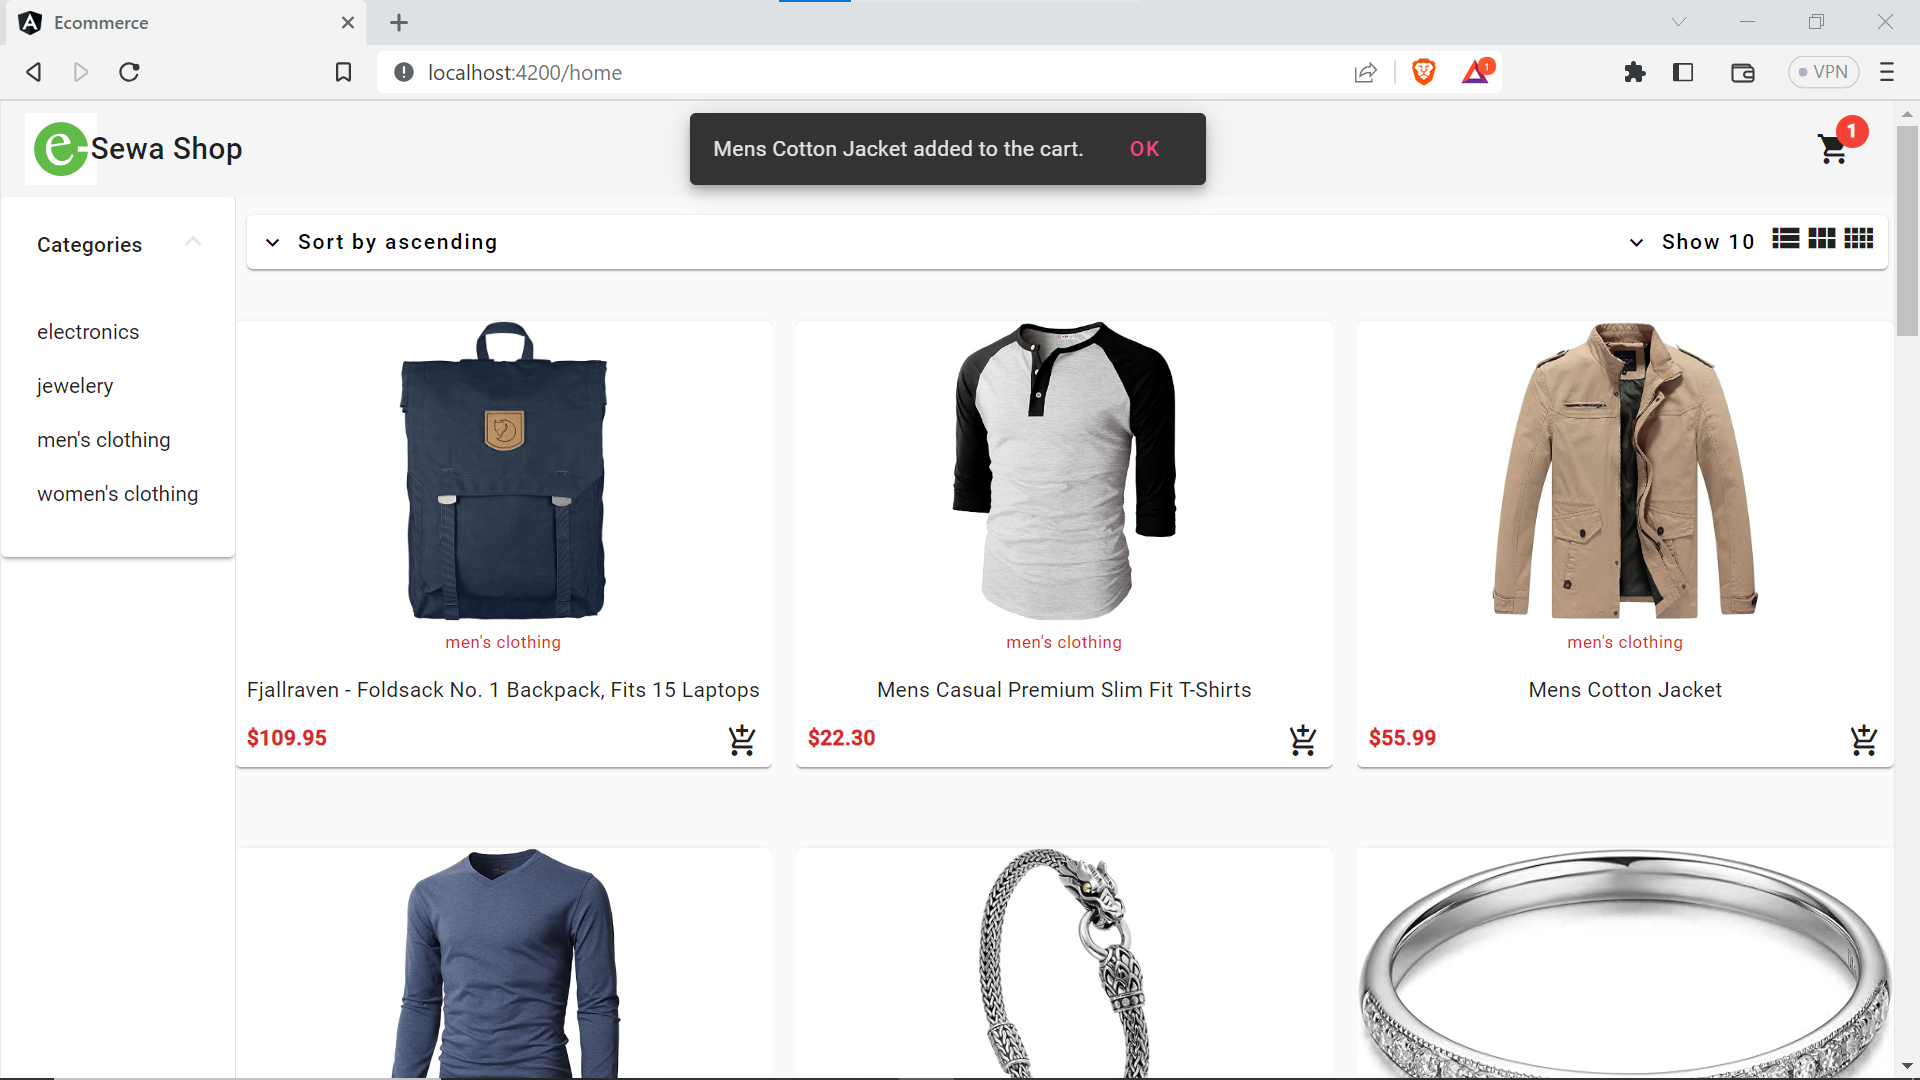 Ecommerce
localhost:4200/home
1
VPN
e-Sewa Shop
Mens Cotton Jacket added to the cart.
OK
1
Categories
electronics
jewelery
men's clothing
women's clothing
Sort by ascending
Show 10
men's clothing
Fjallraven - Foldsack No. 1 Backpack, Fits 15 Laptops
$109.95
men's clothing
Mens Casual Premium Slim Fit T-Shirts
$22.30
men's clothing
Mens Cotton Jacket
$55.99